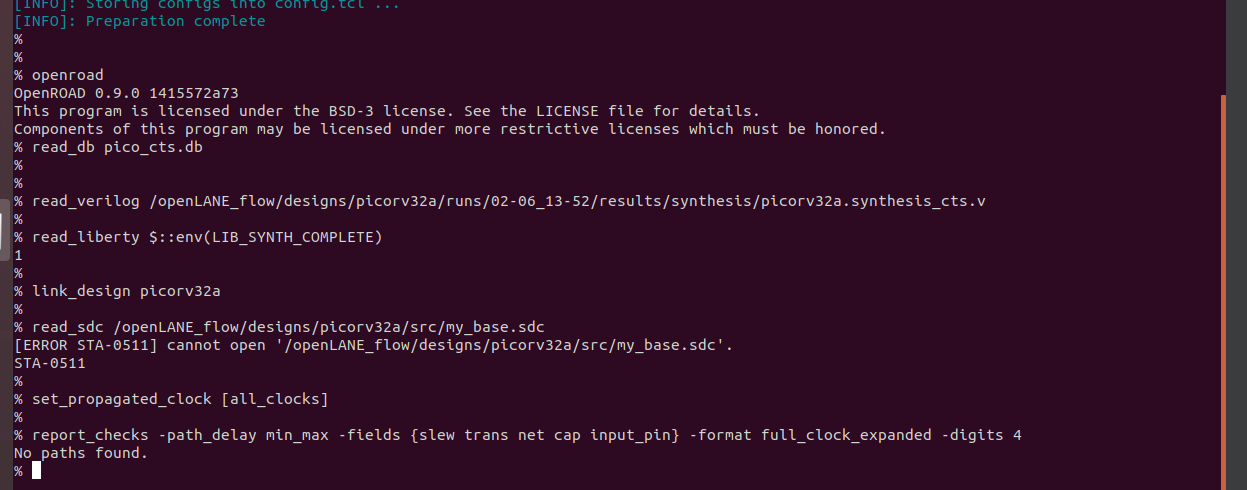 [INFO]: Storing configs into config.tcl ...
[INFO]: Preparation complete
%
%
% openroad
OpenROAD 0.9.0 1415572a73
This program is licensed under the BSD-3 license. See the LICENSE file for details.
Components of this program may be licensed under more restrictive licenses which must be honored.
% read_db pico_cts.db
%
%
% read_verilog /openLANE_flow/designs/picorv32a/runs/02-06_13-52/results/synthesis/picorv32a.synthesis_cts.v
%
% read_liberty $::env(LIB_SYNTH_COMPLETE)
1
%
% link_design picorv32a
%
% read_sdc /openLANE_flow/designs/picorv32a/src/my_base.sdc
[ERROR STA-0511] cannot open '/openLANE_flow/designs/picorv32a/src/my_base.sdc'.
STA-0511
%
% set_propagated_clock [all_clocks]
%
% report_checks -path_delay min_max -fields {slew trans net cap input_pin} -format full_clock_expanded -digits 4
No paths found.
%